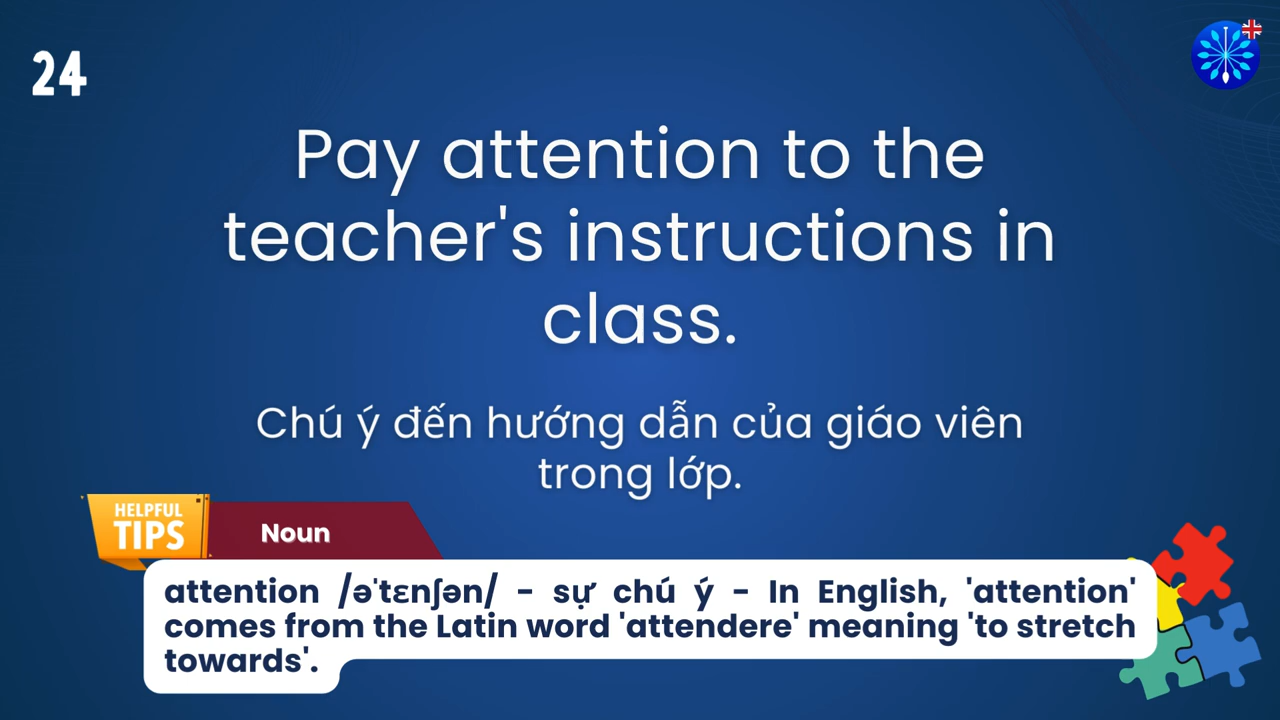 24
Pay attention to the
teacher's instructions in
class.
Chú ý đến hướng dẫn của giáo viên
trong lớp.
HELPFUL
TIPS
Noun
attention /əˈtɛnʃən/ - sự chú ý - In English, 'attention'
comes from the Latin word 'attendere' meaning 'to stretch
towards'.